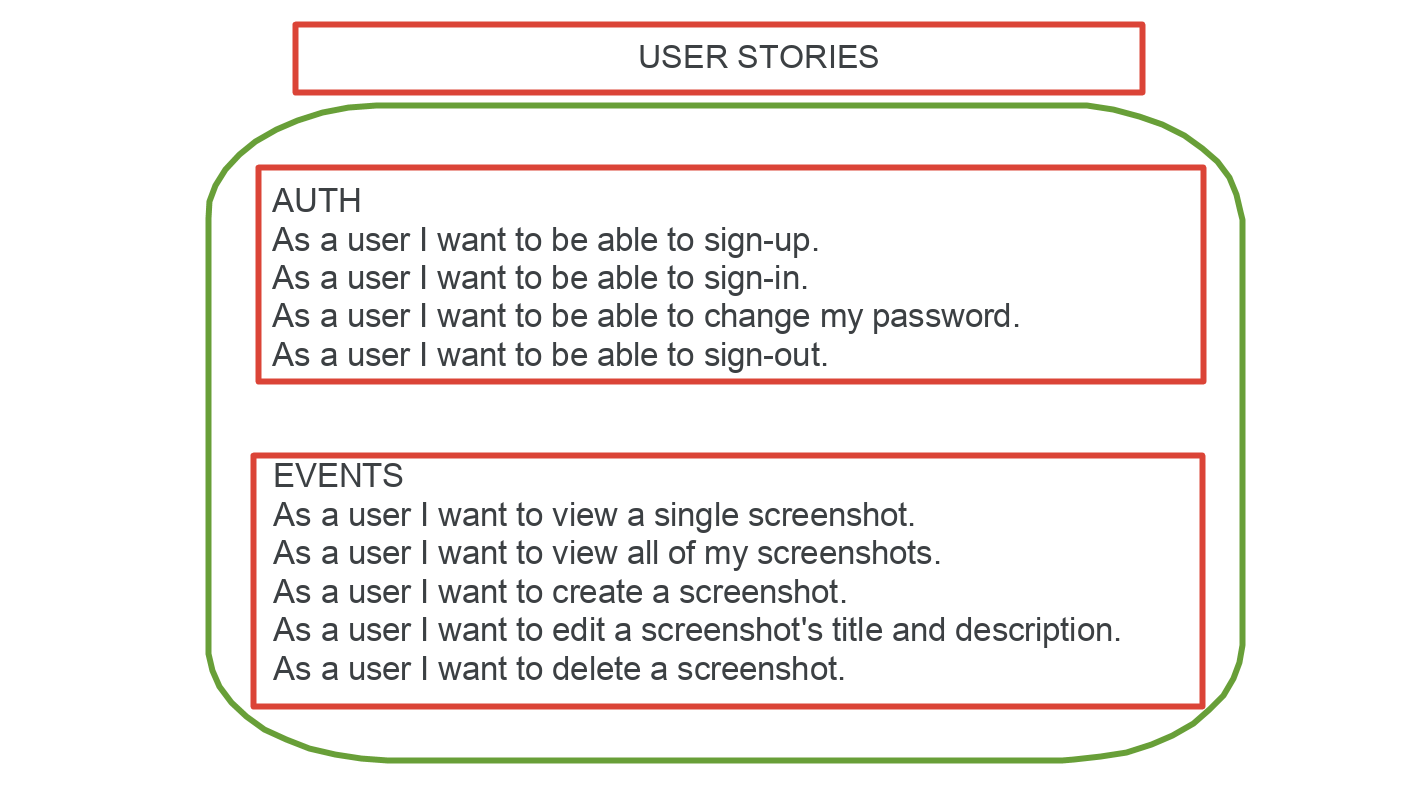 USER STORIES
AUTH
As a user I want to be able to sign-up.
As a user I want to be able to sign-in.
As a user I want to be able to change my password.
As a user I want to be able to sign-out.
EVENTS
As a user I want to view a single screenshot.
As a user I want to view all of my screenshots.
As a user I want to create a screenshot.
As a user I want to edit a screenshot's title and description.
As a user I want to delete a screenshot.